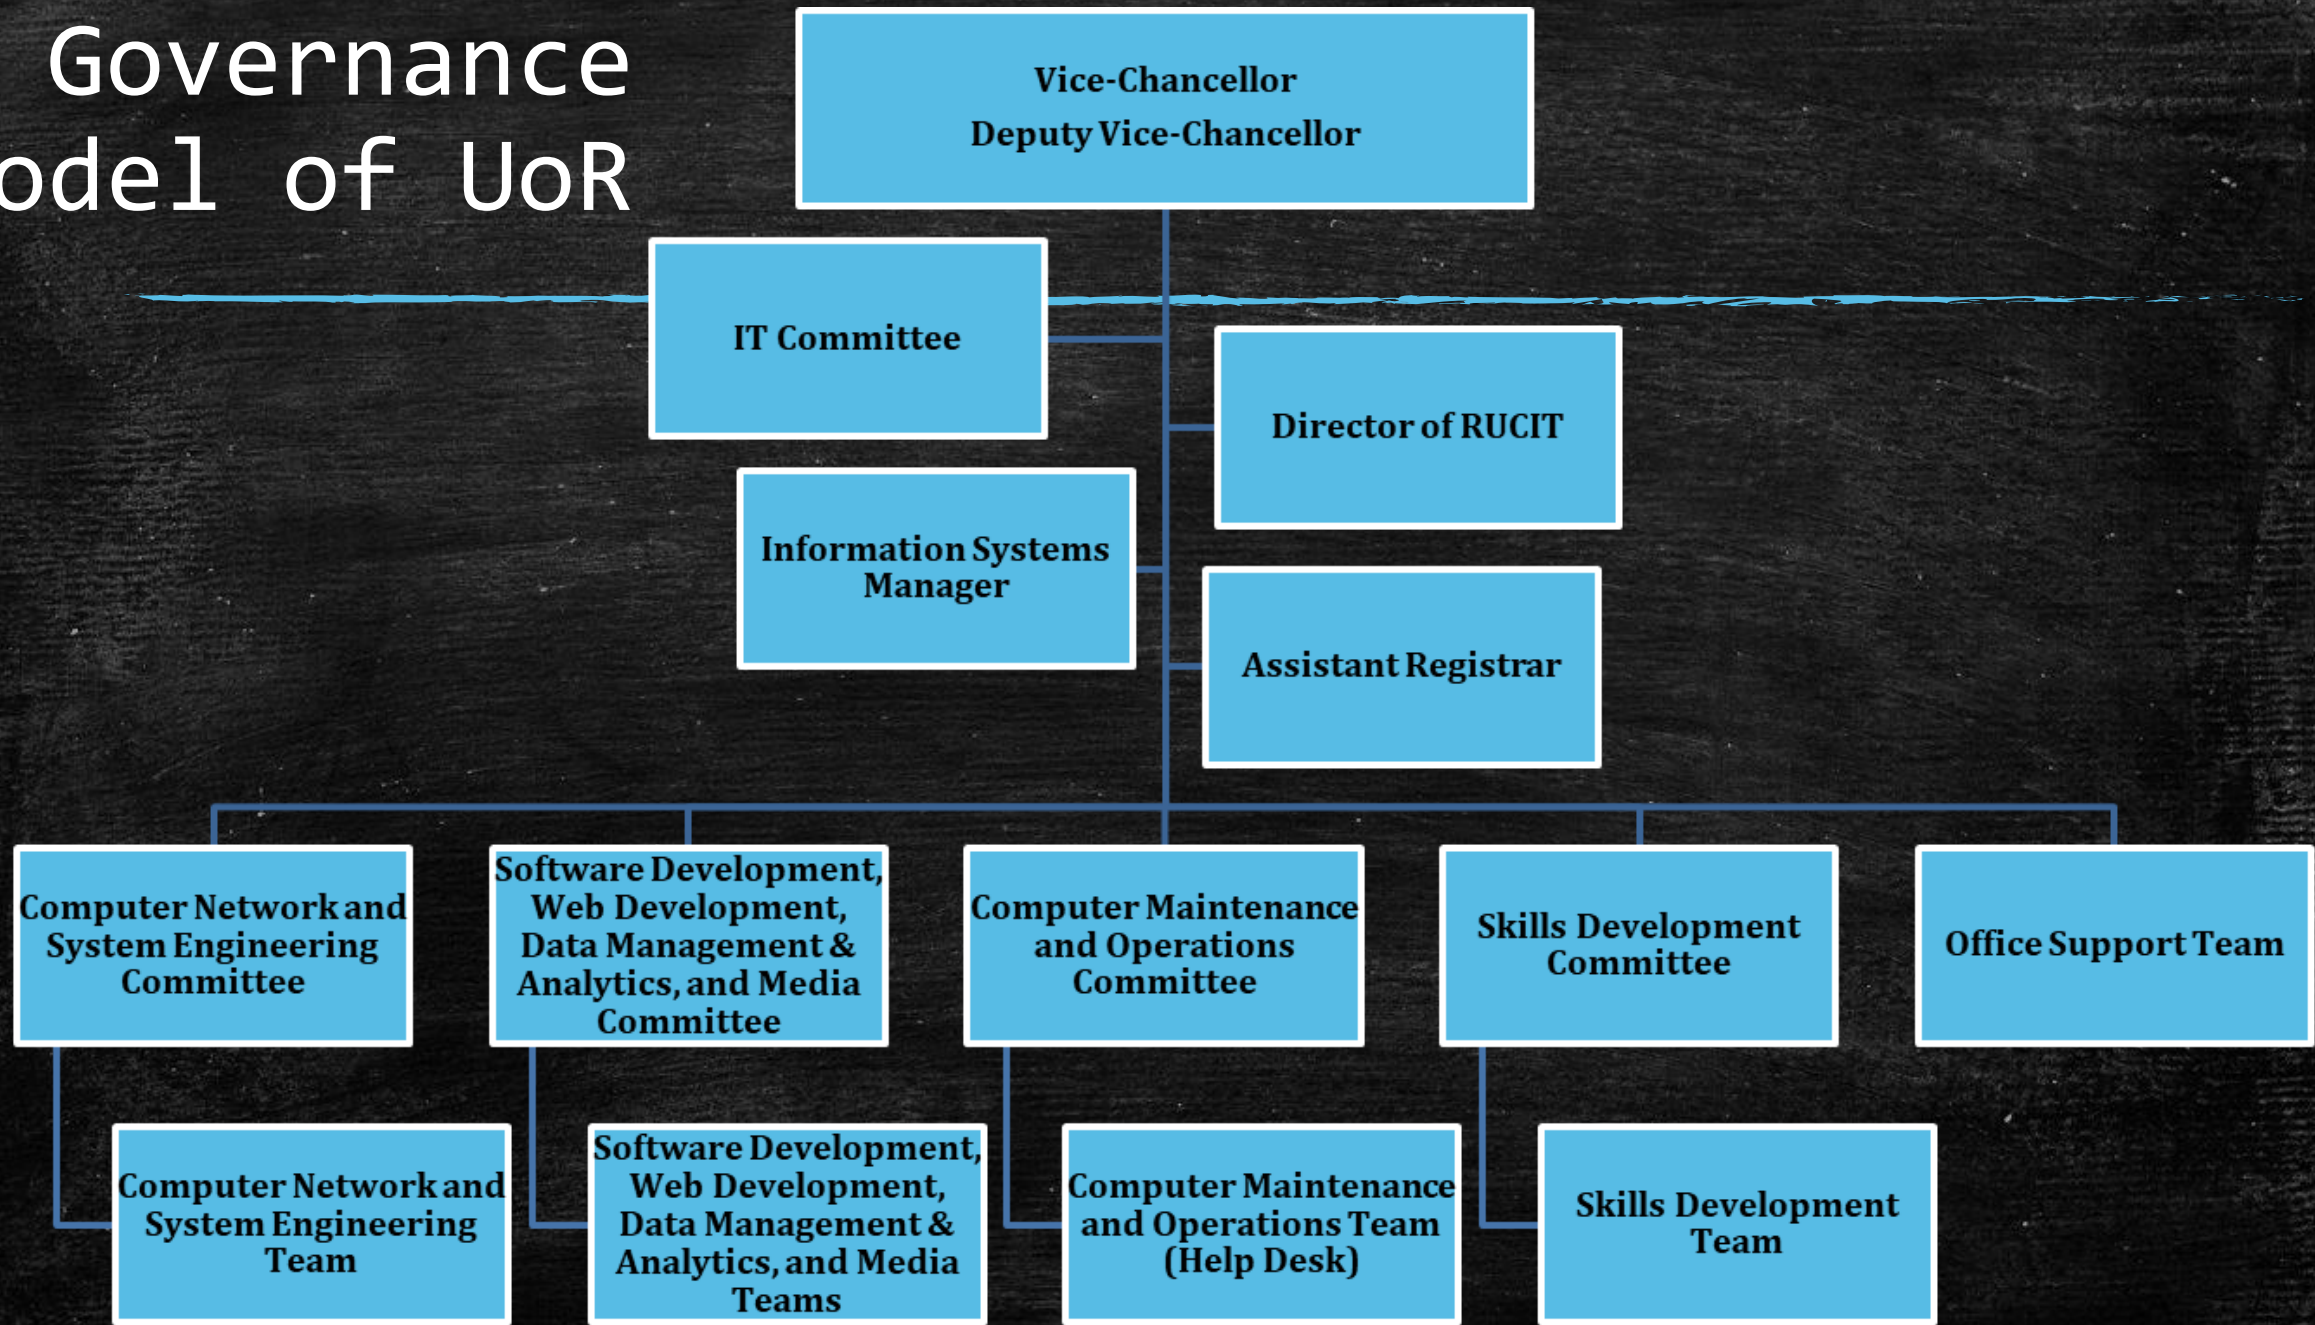 Governance
odel of UoR
Vice-Chancellor
Deputy Vice-Chancellor
IT Committee
Director of RUCIT
Information Systems
Manager
Assistant Registrar
Computer Network and
System Engineering
Committee
Software Development,
Web Development,
Data Management &
Analytics, and Media
Committee
Computer Maintenance
and Operations
Committee
Skills Development
Committee
Office Support Team
Computer Network and
System Engineering
Team
Software Development,
Web Development,
Data Management &
Analytics, and Media
Teams
Computer Maintenance
and Operations Team
(Help Desk)
Skills Development
Team